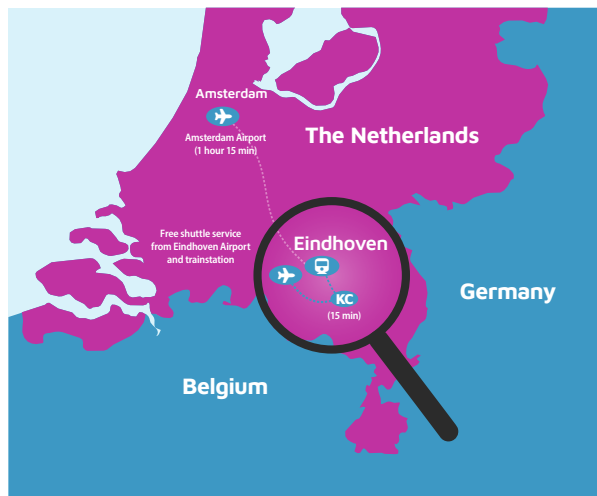 Amsterdam
Amsterdam Airport
(1 hour 15 min)
The Netherlands
Free shuttle service
from Eindhoven Airport
and trainstation
Eindhoven
KC
(15 min)
Germany
Belgium